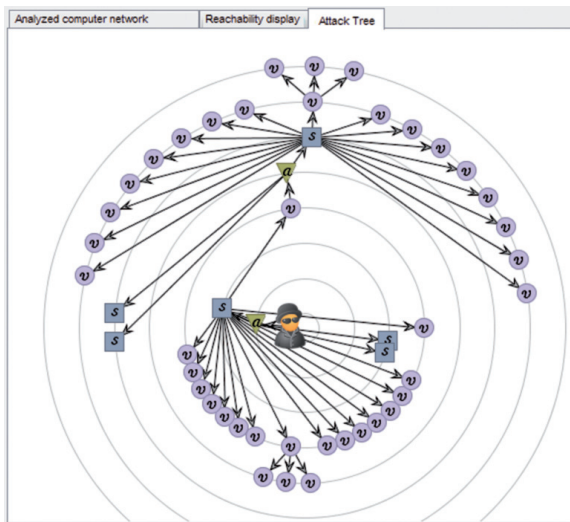 Analyzed computer network
Reachability display
Attack Tree
v v v
v
v v
v v
v s v
v v
a
v
v
v v
v
v
v
v
v
s s
a v
s s
v s
v
v
v v
v v
v v
v v
v v v v
v v v